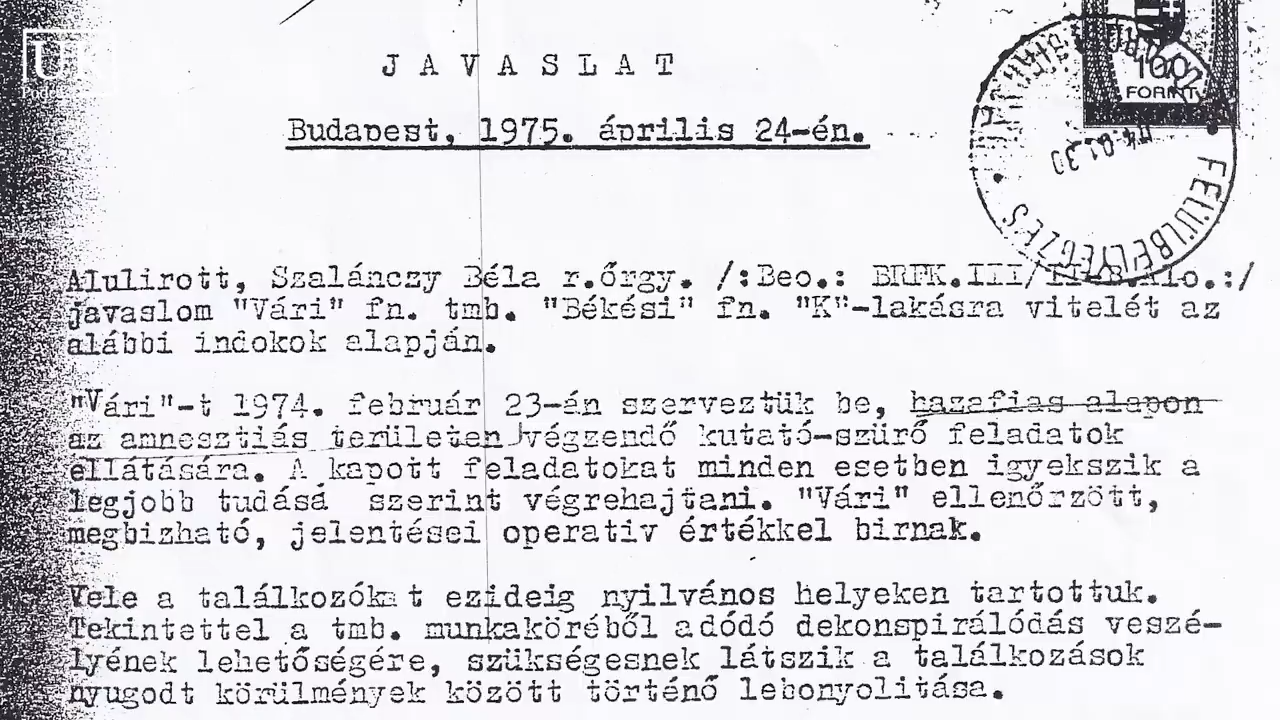 UK
J A V A S L A T
100
FORINT
Budapest, 1975. április 24-én.
FELÜLBÉLYEGZÉS
Alulirott, Szalánczy Béla r.őrgy. /:Beo.: BRFK.III/
javaslom "Vári" fn. tmb. "Békési" fn. "K"-lakásra vitelét az
alábbi indokok alapján.
"Vári"-t 1974. február 23-án szerveztük be, hazafias alapon
az amnesztiás területen végzendő kutató-szürő feladatok
ellátására. A kapott feladatokat minden esetben igyekszik a
legjobb tudásá szerint végrehajtani. "Vári" ellenőrzött,
megbizható, jelentései operativ értékkel birnak.
Vele a találkozókat ezideig nyilvános helyeken tartottuk.
Tekintettel a tmb. munkaköréből adódó dekonspirálódás veszé-
lyének lehetőségére, szükségesnek látszik a találkozások
nyugodt körülmények között történő lebonyolitása.